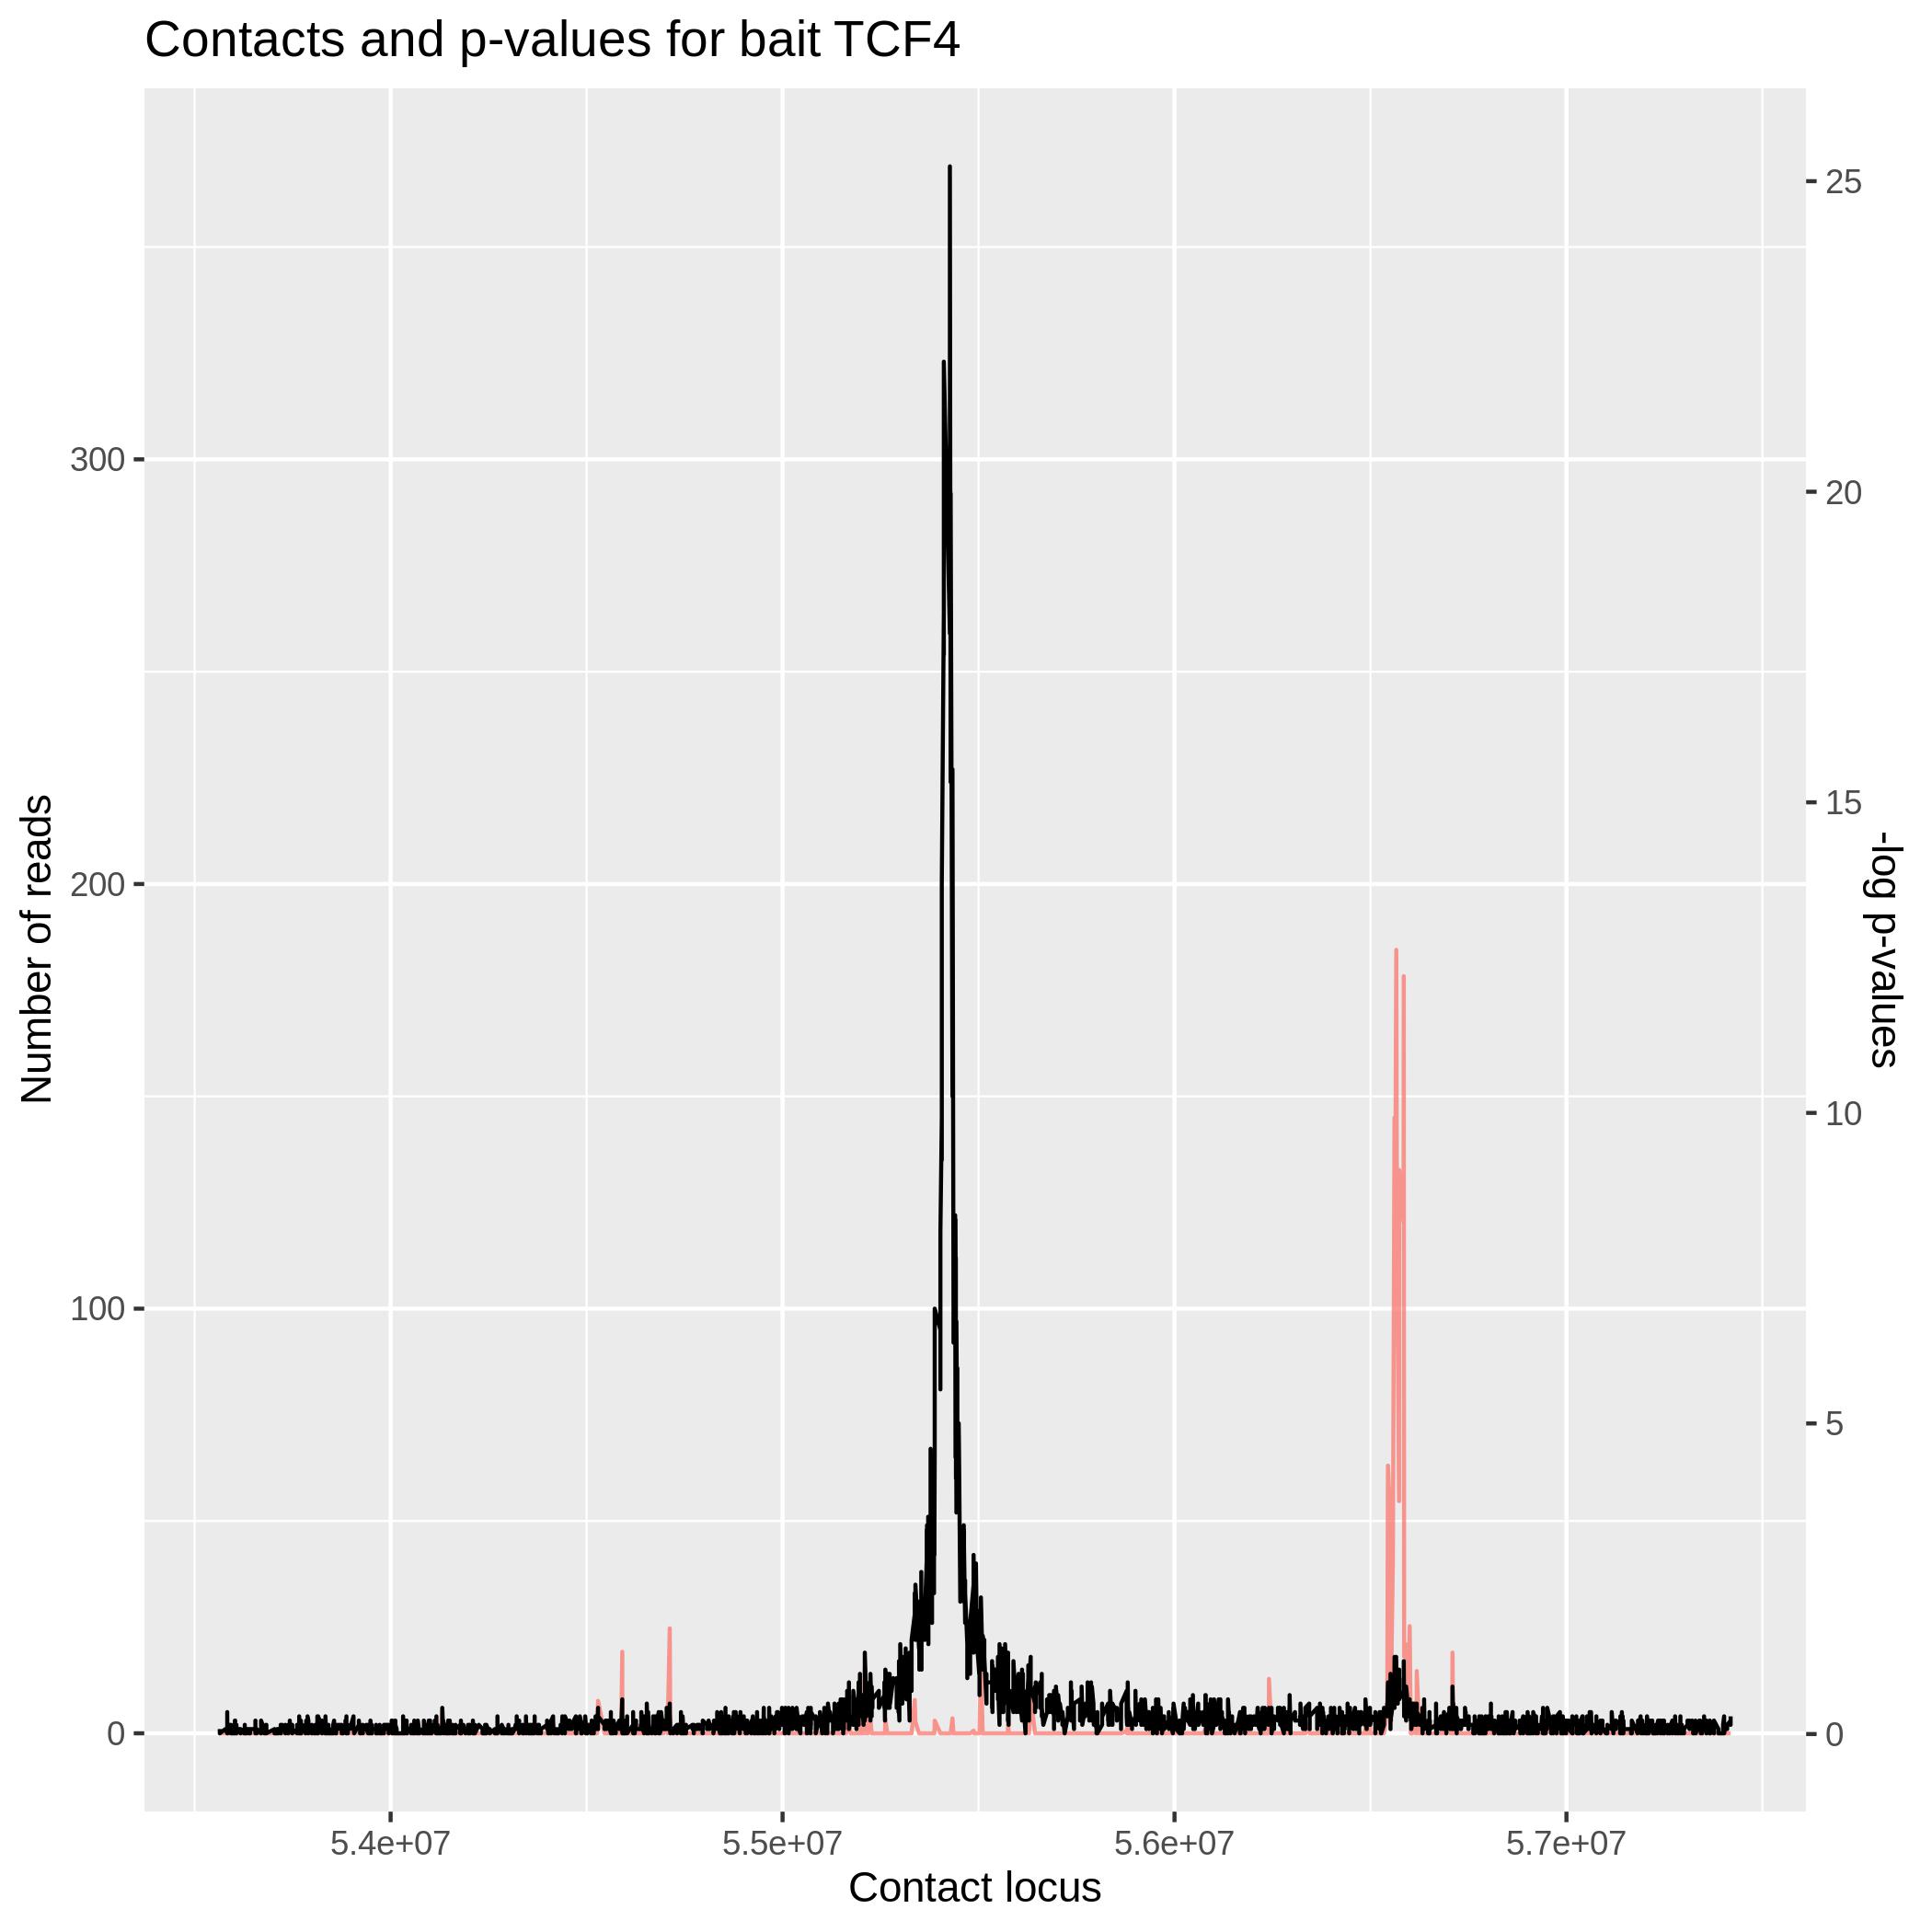 Contacts and p-values for bait TCF4
Number of reads
300
200
100
0
25
20
15
10
5
0
-log p-values
5.4e+07 5.5e+07 5.6e+07 5.7e+07
Contact locus